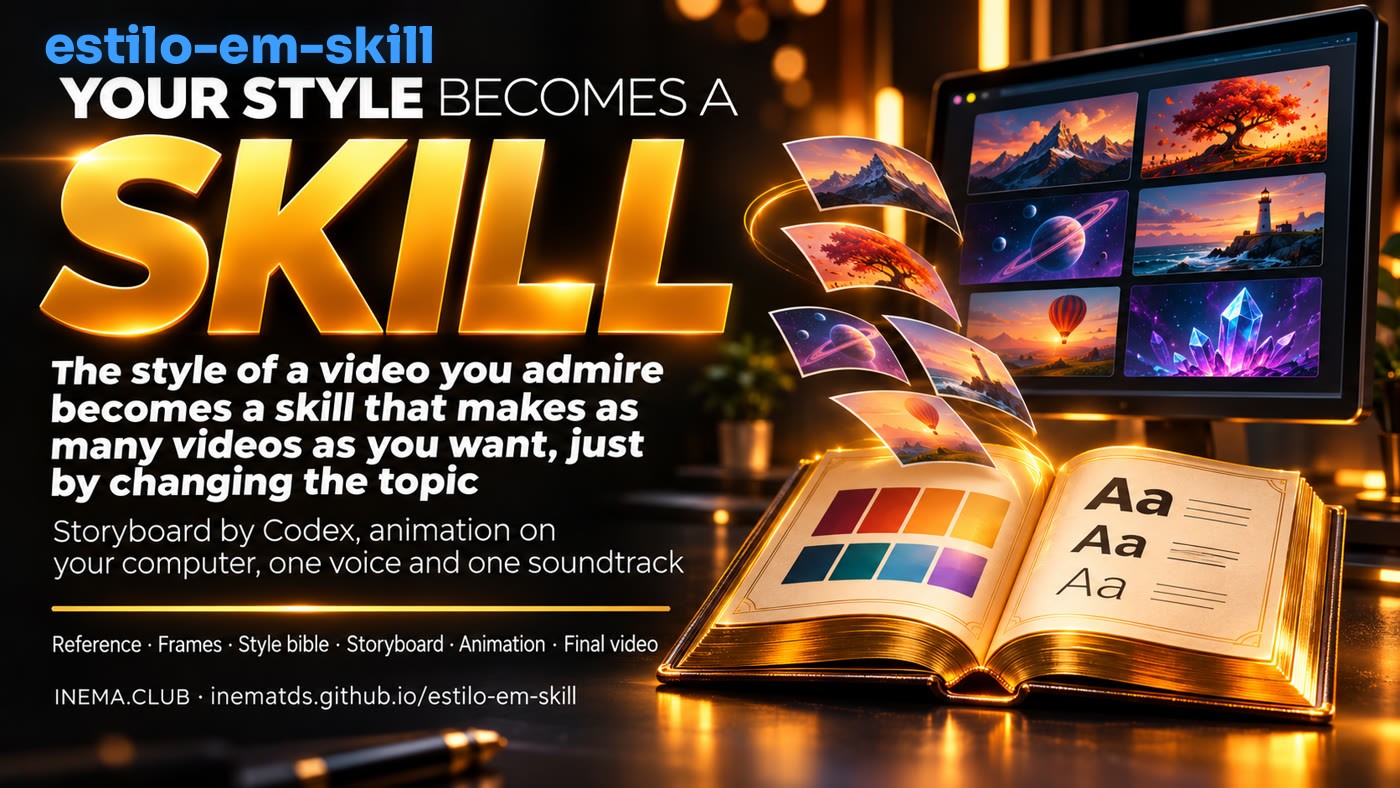 estilo-em-skill
YOUR STYLE BECOMES A
SKILL
The style of a video you admire
becomes a skill that makes as
many videos as you want, just
by changing the topic
Storyboard by Codex, animation on
your computer, one voice and one soundtrack
Reference · Frames · Style bible · Storyboard · Animation · Final video
INEMA.CLUB · inematds.github.io/estilo-em-skill
Aa
Aa
Aa